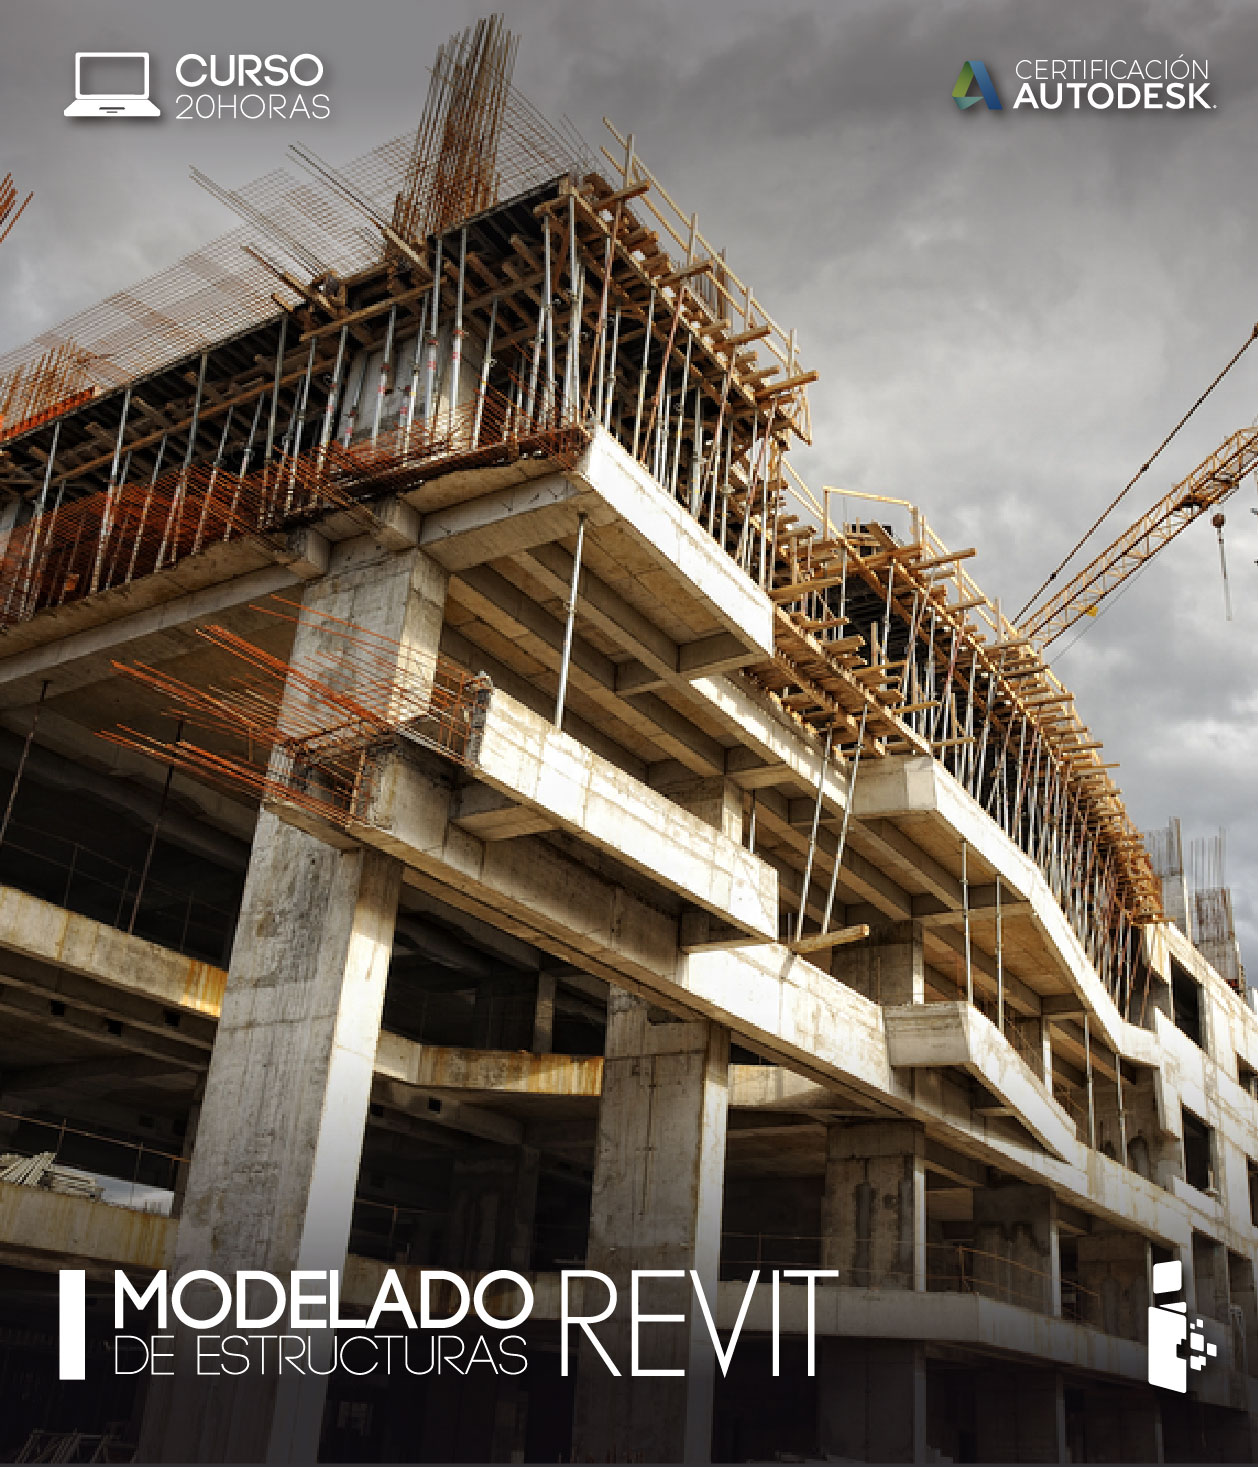 CURSO
20HORAS
CERTIFICACIÓN
AUTODESK.
MODELADO
DE ESTRUCTURAS
REVIT